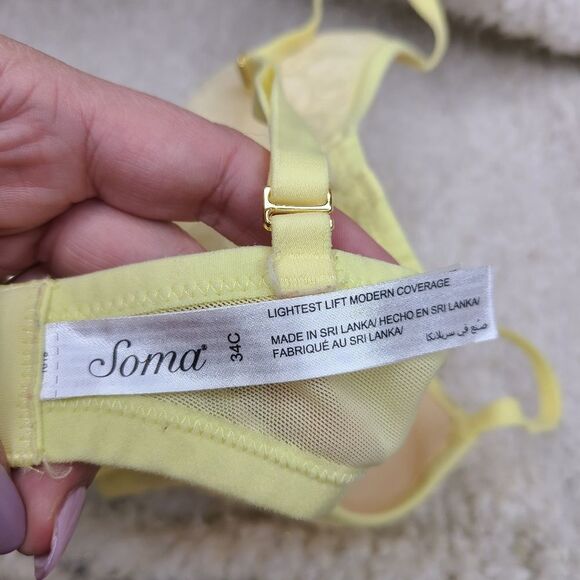 Soma®
34C
LIGHTEST LIFT MODERN COVERAGE
MADE IN SRI LANKA/ HECHO EN SRI LANKA/
FABRIQUÉ AU SRI LANKA/ صنع في سريلانكا